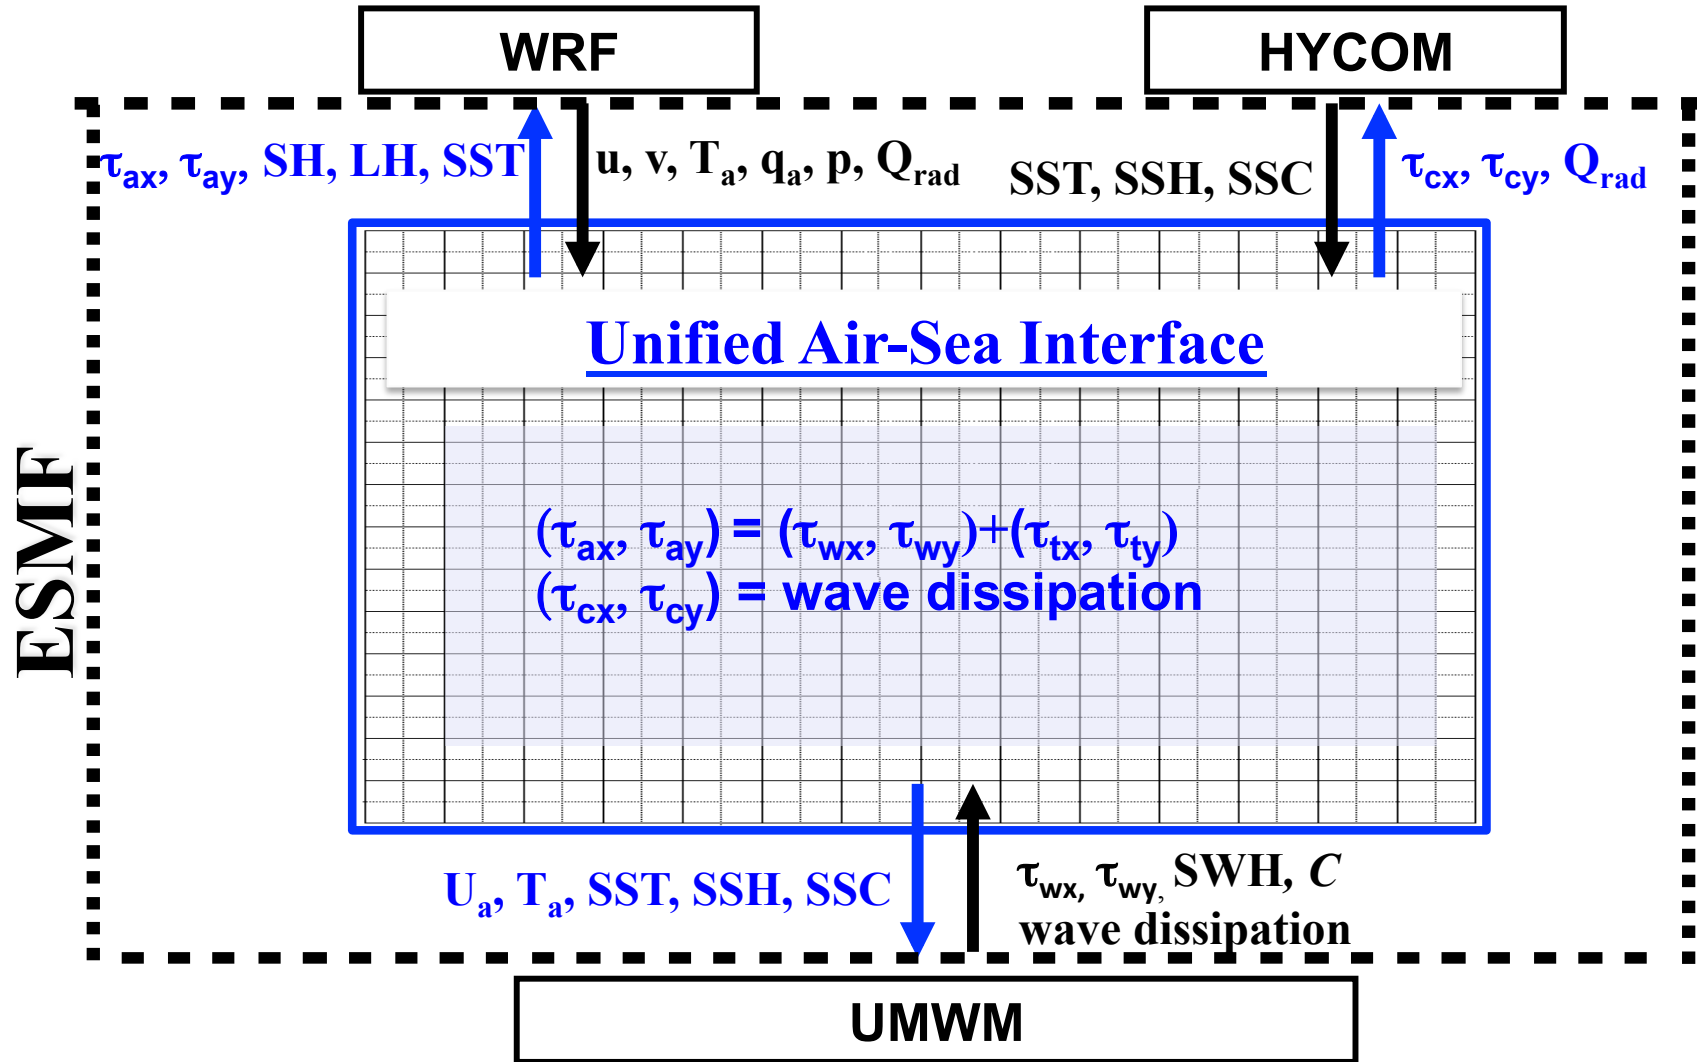 WRF
HYCOM
τax, τay, SH, LH, SST
u, v, Ta, qa, p, Qrad
SST, SSH, SSC
τcx, τcy, Qrad
Unified Air-Sea Interface
ESMF
(τax, τay) = (τwx, τwy)+(τtx, τty)
(τcx, τcy) = wave dissipation
Ua, Ta, SST, SSH, SSC
τwx, τwy, SWH, C
wave dissipation
UMWM